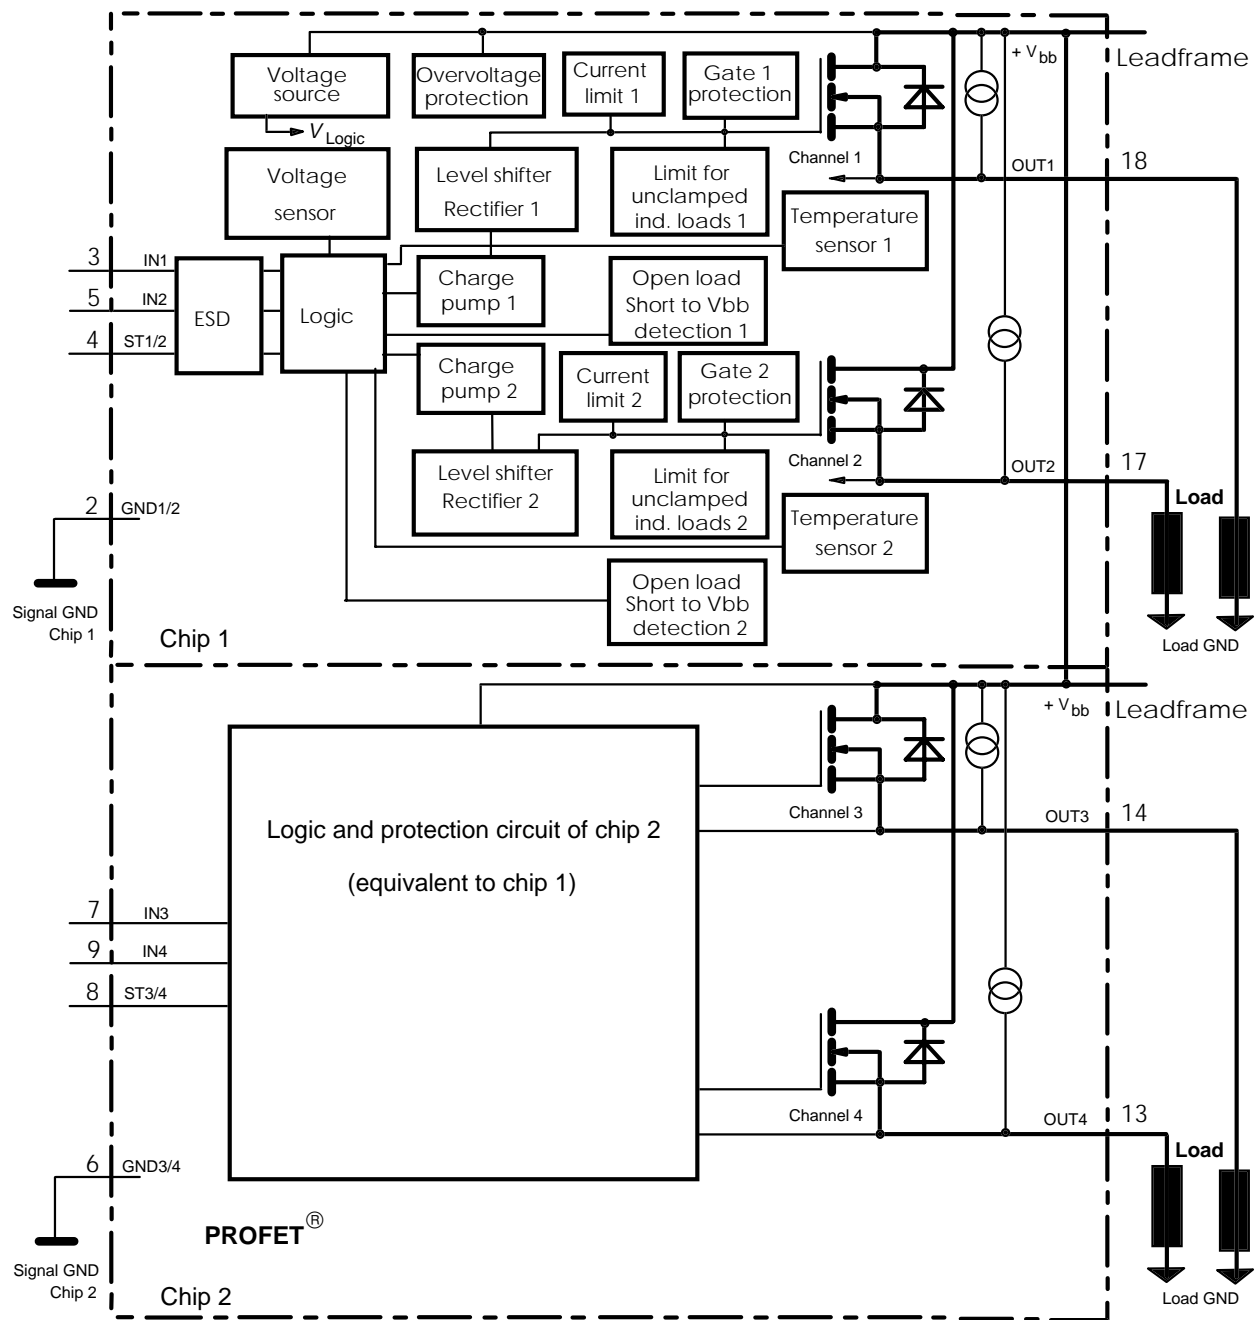 + Vbb
Leadframe
Voltage
source
Overvoltage
protection
Current
limit 1
Gate 1
protection
VLogic
Channel 1
OUT1
18
Voltage
sensor
Level shifter
Rectifier 1
Limit for
unclamped
ind. loads 1
Temperature
sensor 1
3
IN1
5
IN2
4
ST1/2
ESD
Logic
Charge
pump 1
Open load
Short to Vbb
detection 1
Charge
pump 2
Current
limit 2
Gate 2
protection
Channel 2
OUT2
17
Level shifter
Rectifier 2
Limit for
unclamped
ind. loads 2
Load
2
GND1/2
Temperature
sensor 2
Open load
Short to Vbb
detection 2
Signal GND
Chip 1
Chip 1
Load GND
+ Vbb
Leadframe
Channel 3
OUT3
14
Logic and protection circuit of chip 2
(equivalent to chip 1)
7
IN3
9
IN4
8
ST3/4
Channel 4
OUT4
13
Load
6
GND3/4
PROFET®
Signal GND
Chip 2
Chip 2
Load GND